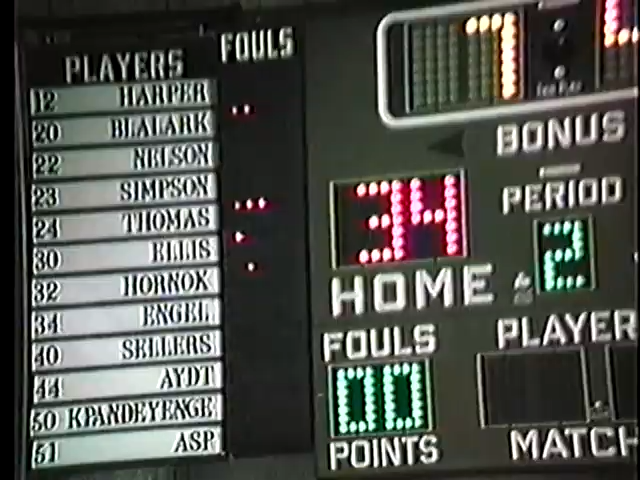 PLAYERS FOULS
12 HARPER
20 BLALARK
22 NELSON
23 SIMPSON
24 THOMAS
30 ELLIS
32 HORNOX
34 ENGEL
40 SELLERS
44 AYDT
50 KPANDEYENGE
51 ASP
7
BONUS
34
HOME
PERIOD
2
FOULS
00
POINTS
PLAYER
MATCH